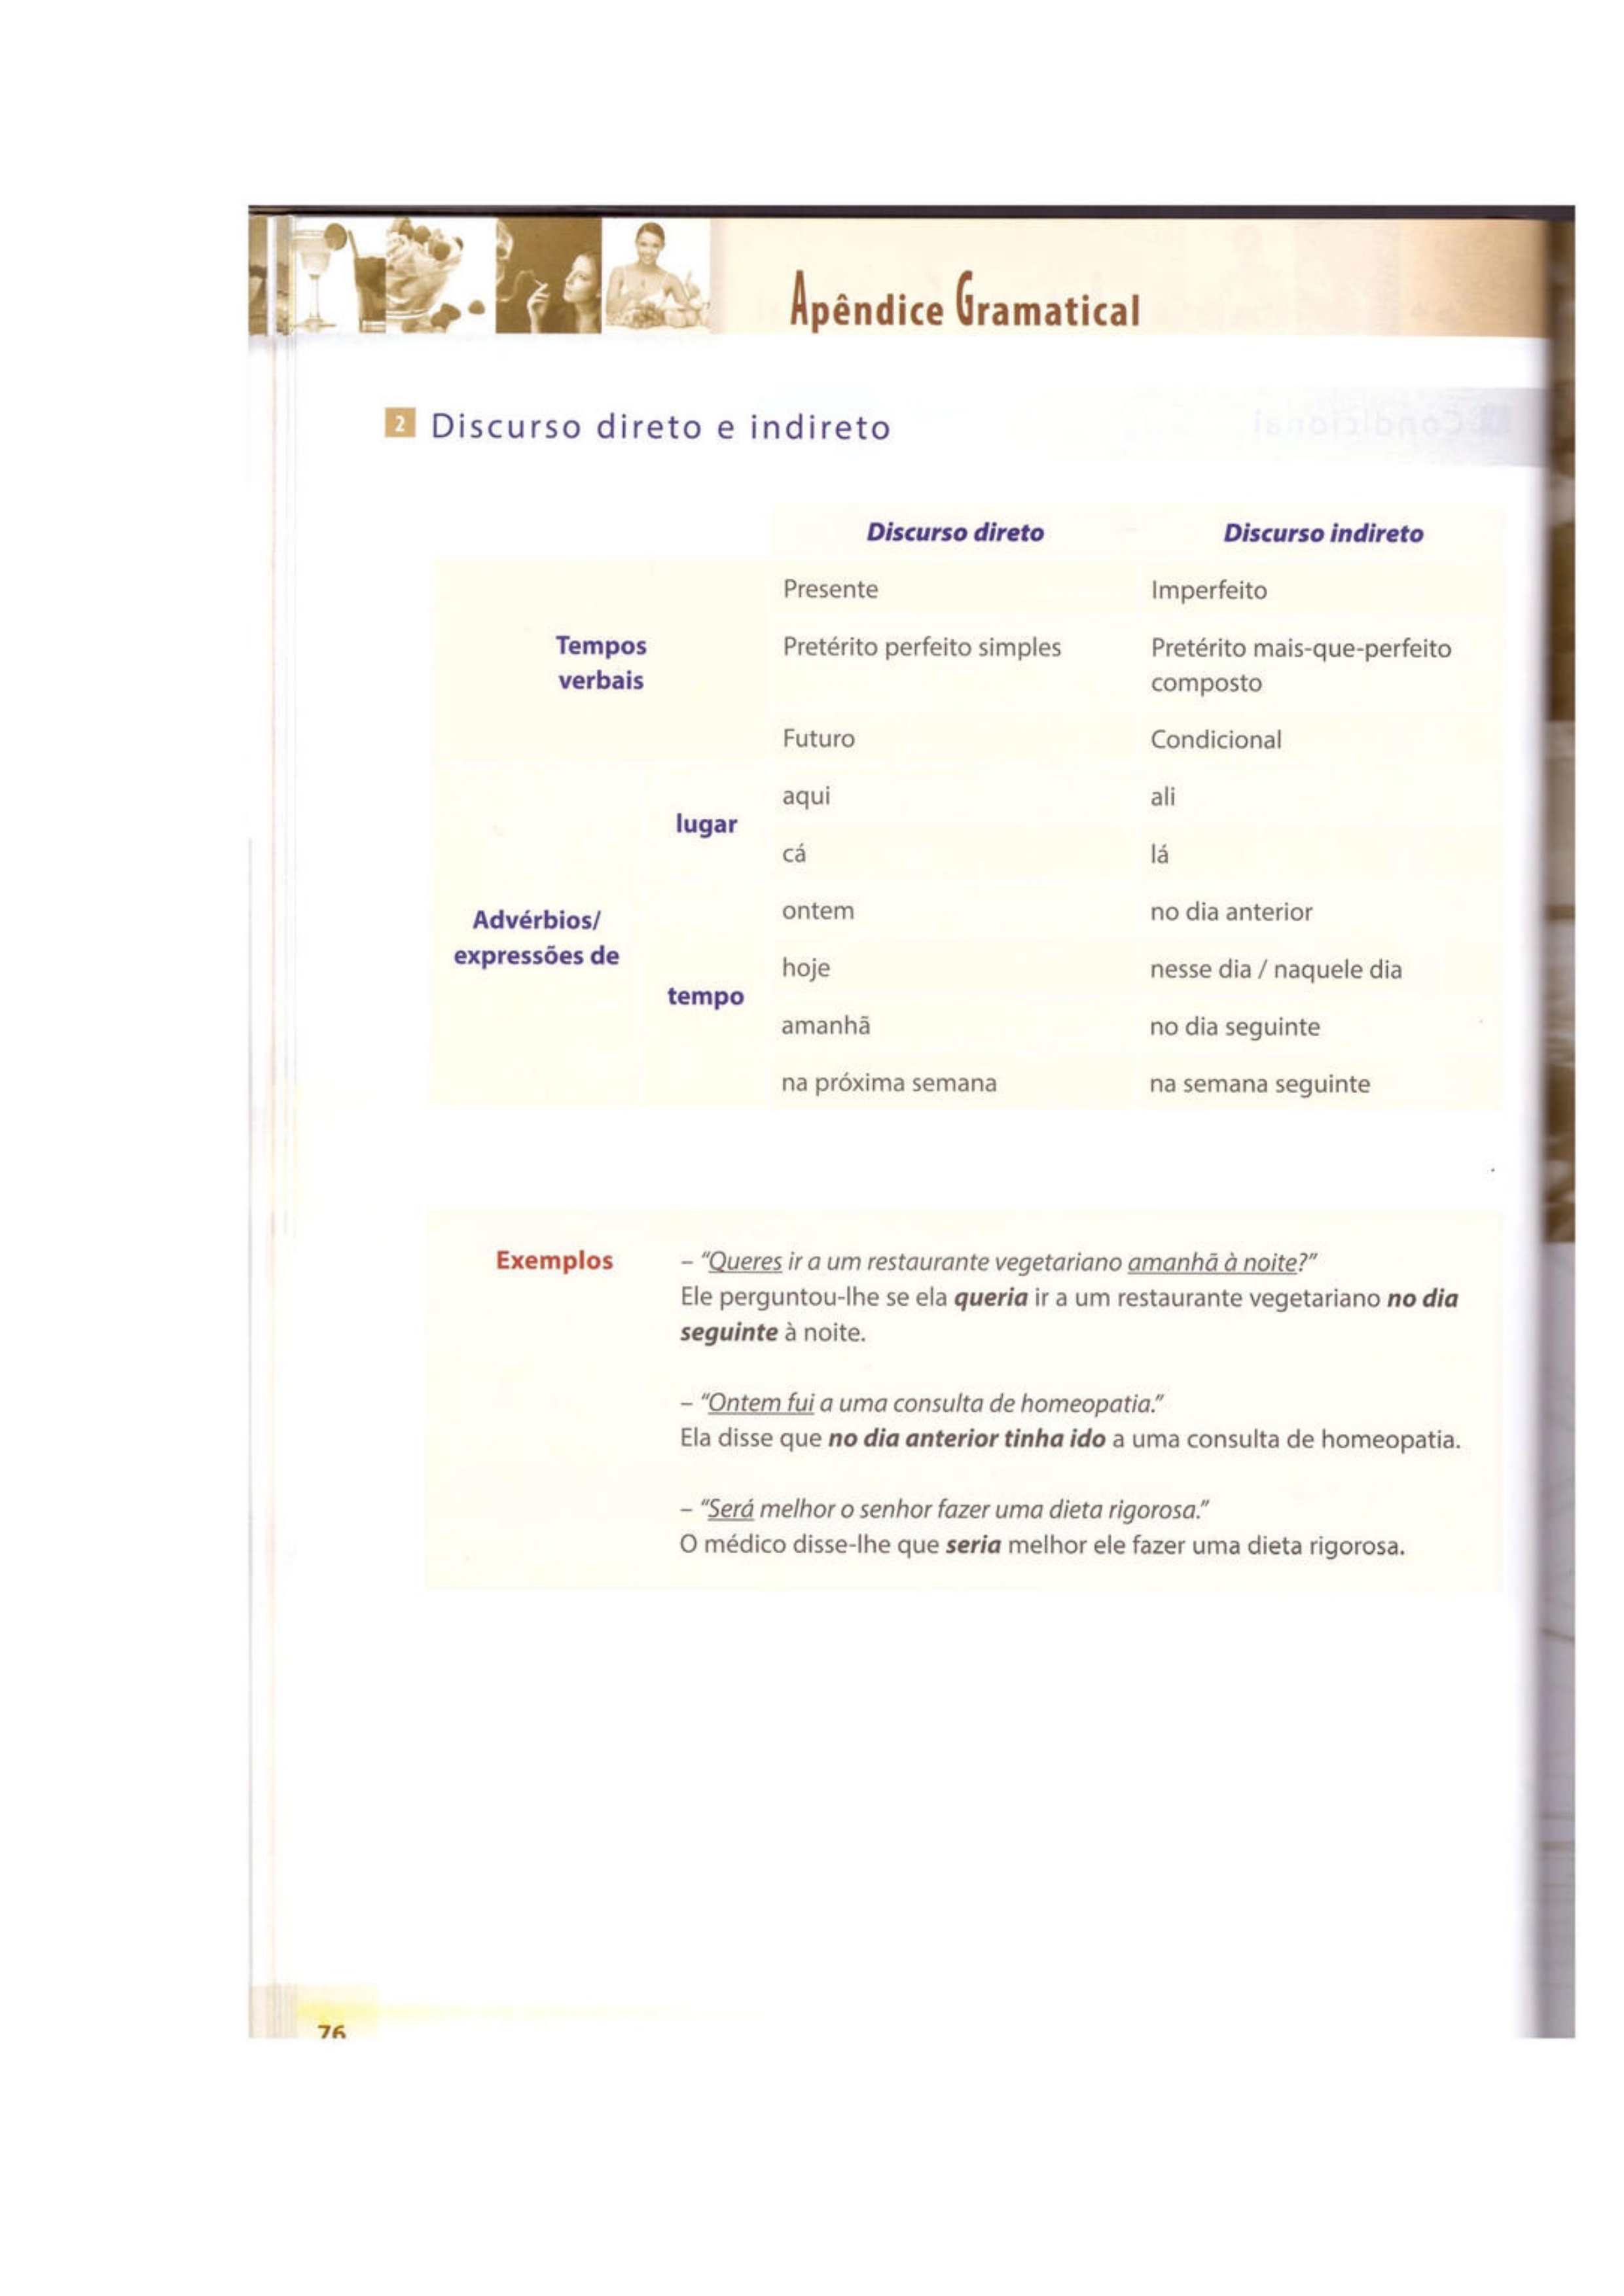 Apêndice Gramatical
2 Discurso direto e indireto
Discurso direto Discurso indireto
Tempos verbais
Presente Imperfeito
Pretérito perfeito simples Pretérito mais-que-perfeito composto
Futuro Condicional
Advérbios/ expressões de
lugar
aqui ali
cá lá
tempo
ontem no dia anterior
hoje nesse dia / naquele dia
amanhã no dia seguinte
na próxima semana na semana seguinte
Exemplos
– "Queres ir a um restaurante vegetariano amanhã à noite?"
Ele perguntou-lhe se ela queria ir a um restaurante vegetariano no dia
seguinte à noite.
– "Ontem fui a uma consulta de homeopatia."
Ela disse que no dia anterior tinha ido a uma consulta de homeopatia.
– "Será melhor o senhor fazer uma dieta rigorosa."
O médico disse-lhe que seria melhor ele fazer uma dieta rigorosa.
76